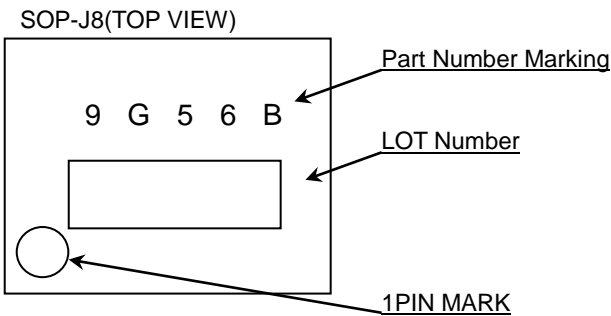 SOP-J8(TOP VIEW)
Part Number Marking
9 G 5 6 B
LOT Number
1PIN MARK